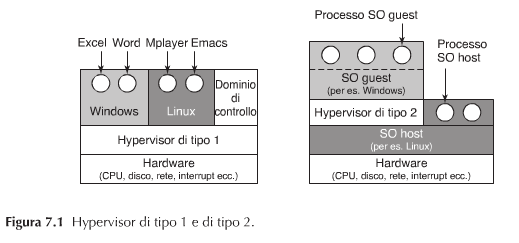 Excel Word Mplayer Emacs
Windows
Linux
Dominio
di
controllo
Hypervisor di tipo 1
Hardware
(CPU, disco, rete, interrupt ecc.)
Processo SO guest
Processo
SO host
SO guest
(per es. Windows)
Hypervisor di tipo 2
SO host
(per es. Linux)
Hardware
(CPU, disco, rete, interrupt ecc.)
Figura 7.1 Hypervisor di tipo 1 e di tipo 2.